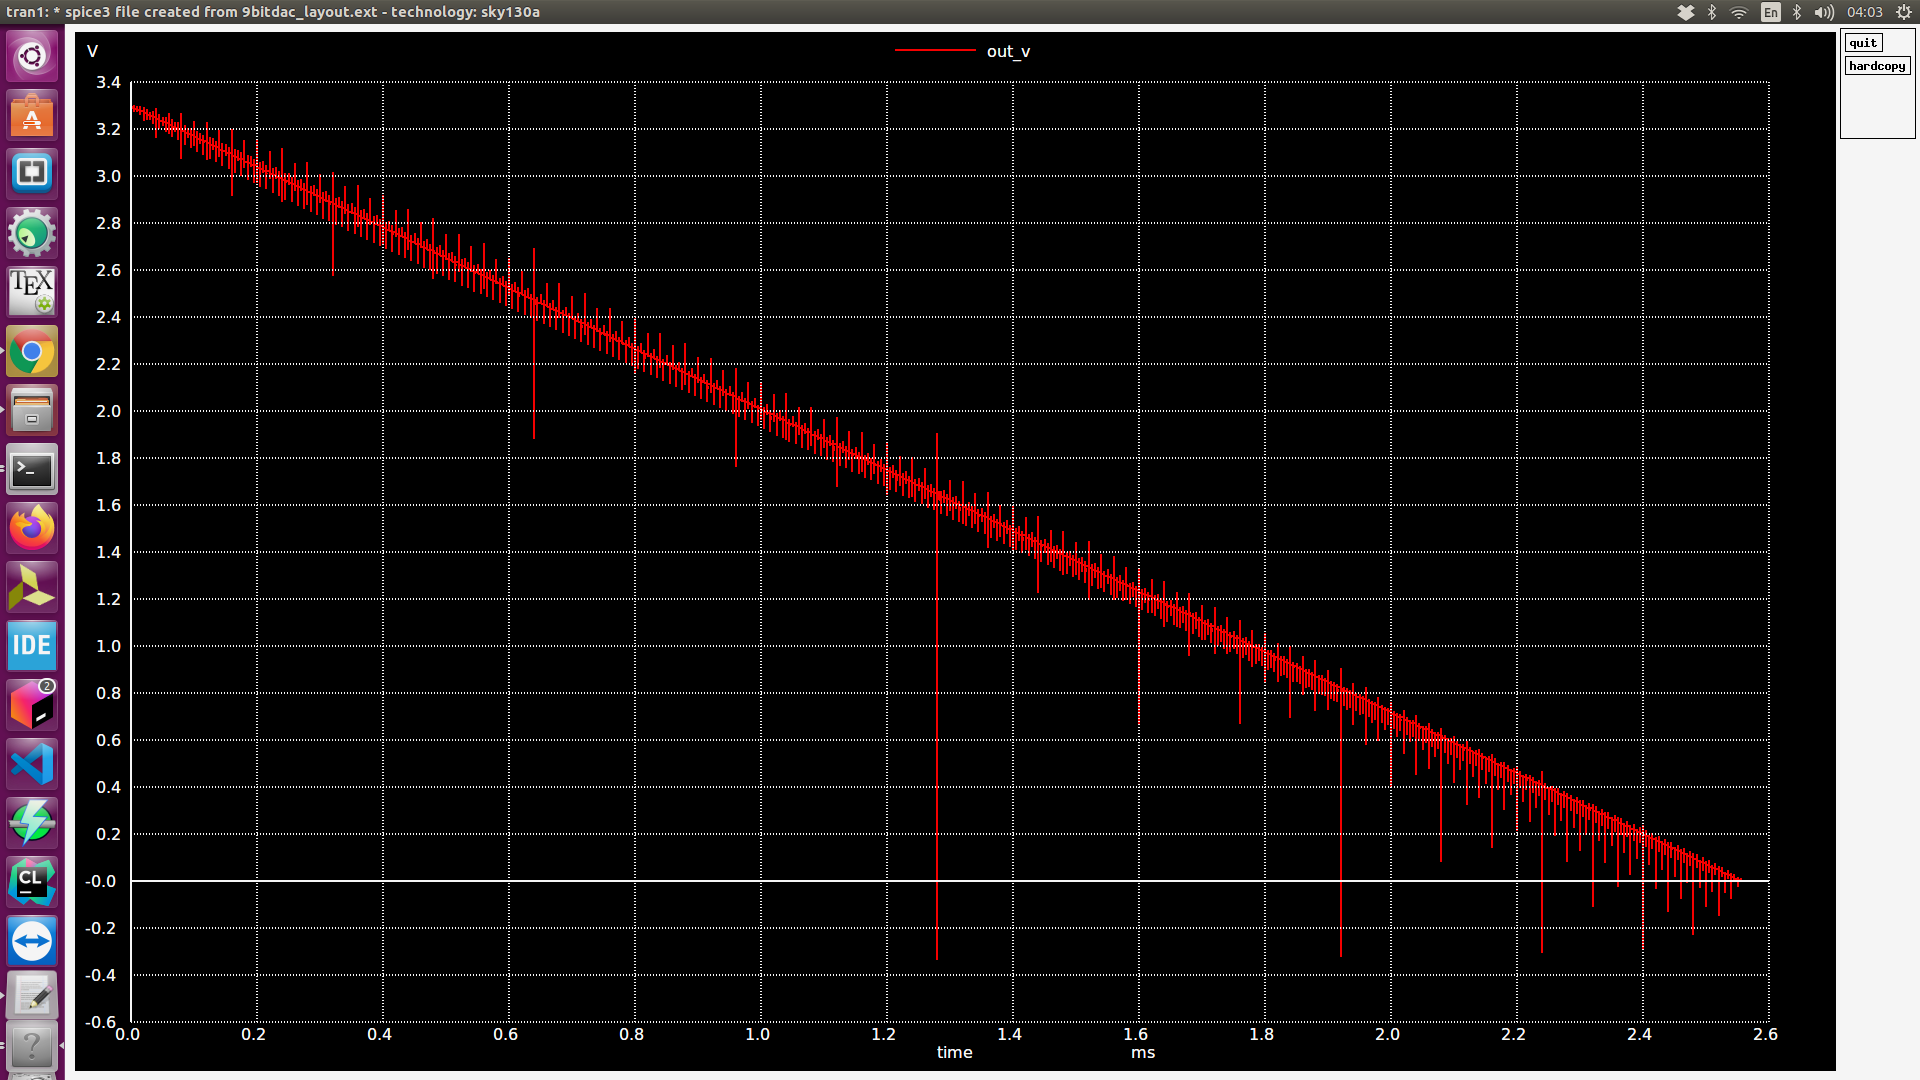 tran1: * spice3 file created from 9bitdac_layout.ext - technology: sky130a
En
04:03
quit
hardcopy
V
out_v
3.4
3.2
3.0
2.8
2.6
2.4
2.2
2.0
1.8
1.6
1.4
1.2
1.0
0.8
0.6
0.4
0.2
-0.0
-0.2
-0.4
-0.6
0.0 0.2 0.4 0.6 0.8 1.0 1.2 1.4 1.6 1.8 2.0 2.2 2.4 2.6
time ms
A
TEX
>_
IDE
2
CL
?